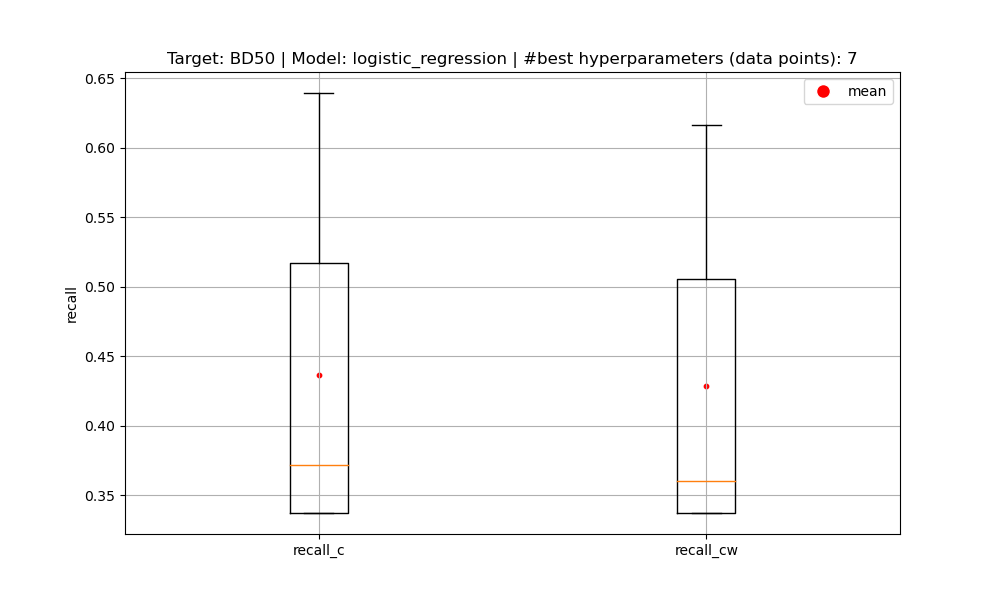 Target: BD50 | Model: logistic_regression | #best hyperparameters (data points): 7
mean
0.65
0.60
0.55
0.50
0.45
0.40
0.35
recall
recall_c
recall_cw